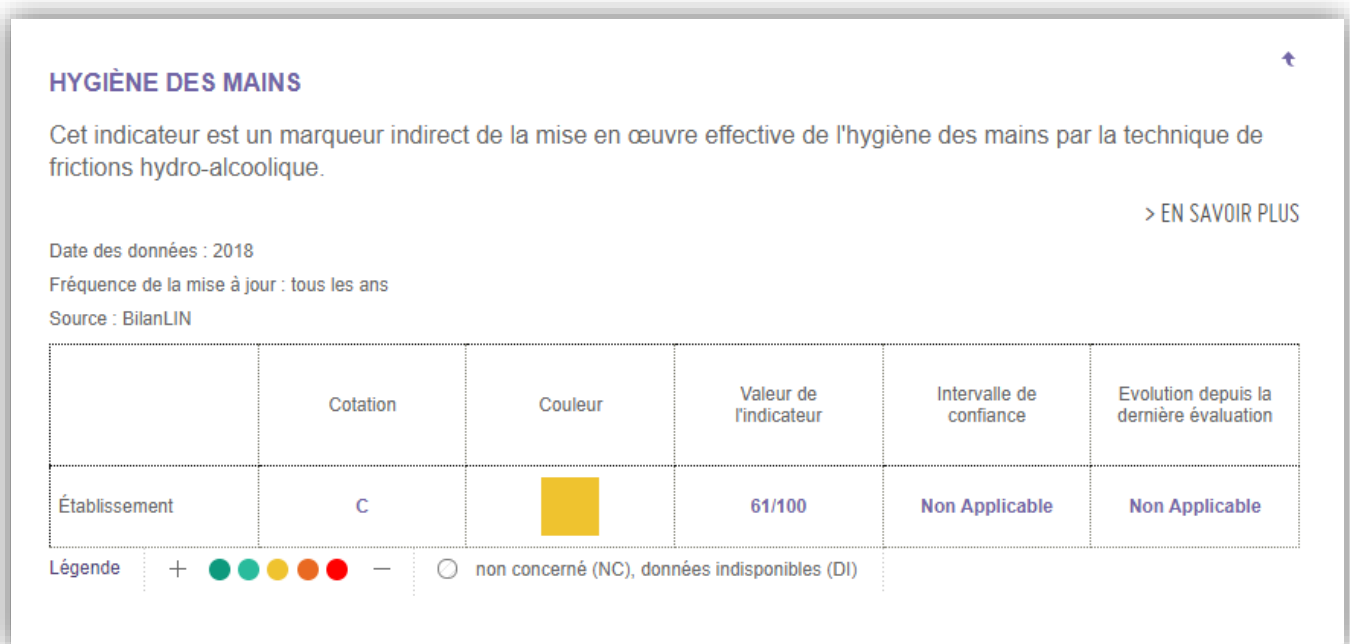 HYGIÈNE DES MAINS
Cet indicateur est un marqueur indirect de la mise en œuvre effective de l'hygiène des mains par la technique de
frictions hydro-alcoolique.
> EN SAVOIR PLUS
Date des données : 2018
Fréquence de la mise à jour : tous les ans
Source : BilanLIN
Cotation
Couleur
Valeur de
l'indicateur
Intervalle de
confiance
Evolution depuis la
dernière évaluation
Établissement
C
61/100
Non Applicable
Non Applicable
Légende
+
−
non concerné (NC), données indisponibles (DI)